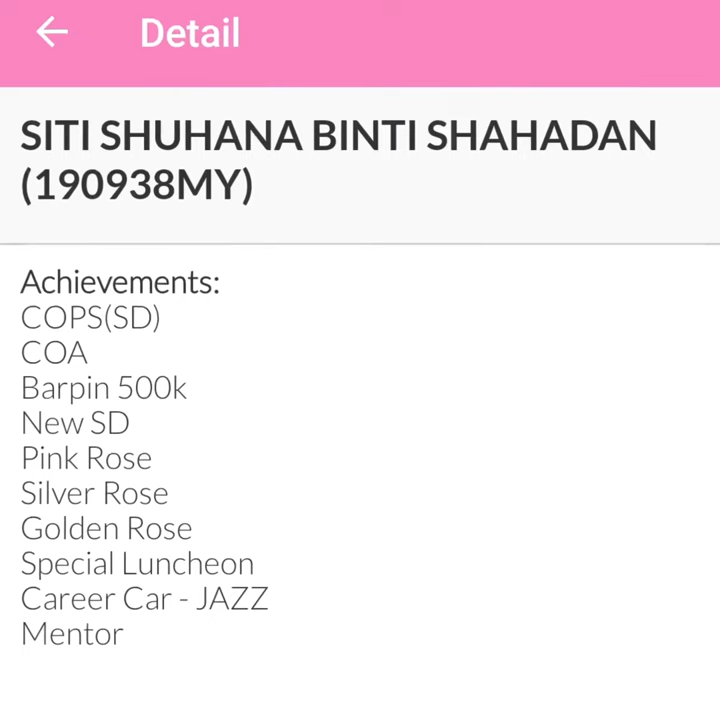 Detail
SITI SHUHANA BINTI SHAHADAN
(190938MY)
Achievements:
COPS(SD)
COA
Barpin 500k
New SD
Pink Rose
Silver Rose
Golden Rose
Special Luncheon
Career Car - JAZZ
Mentor